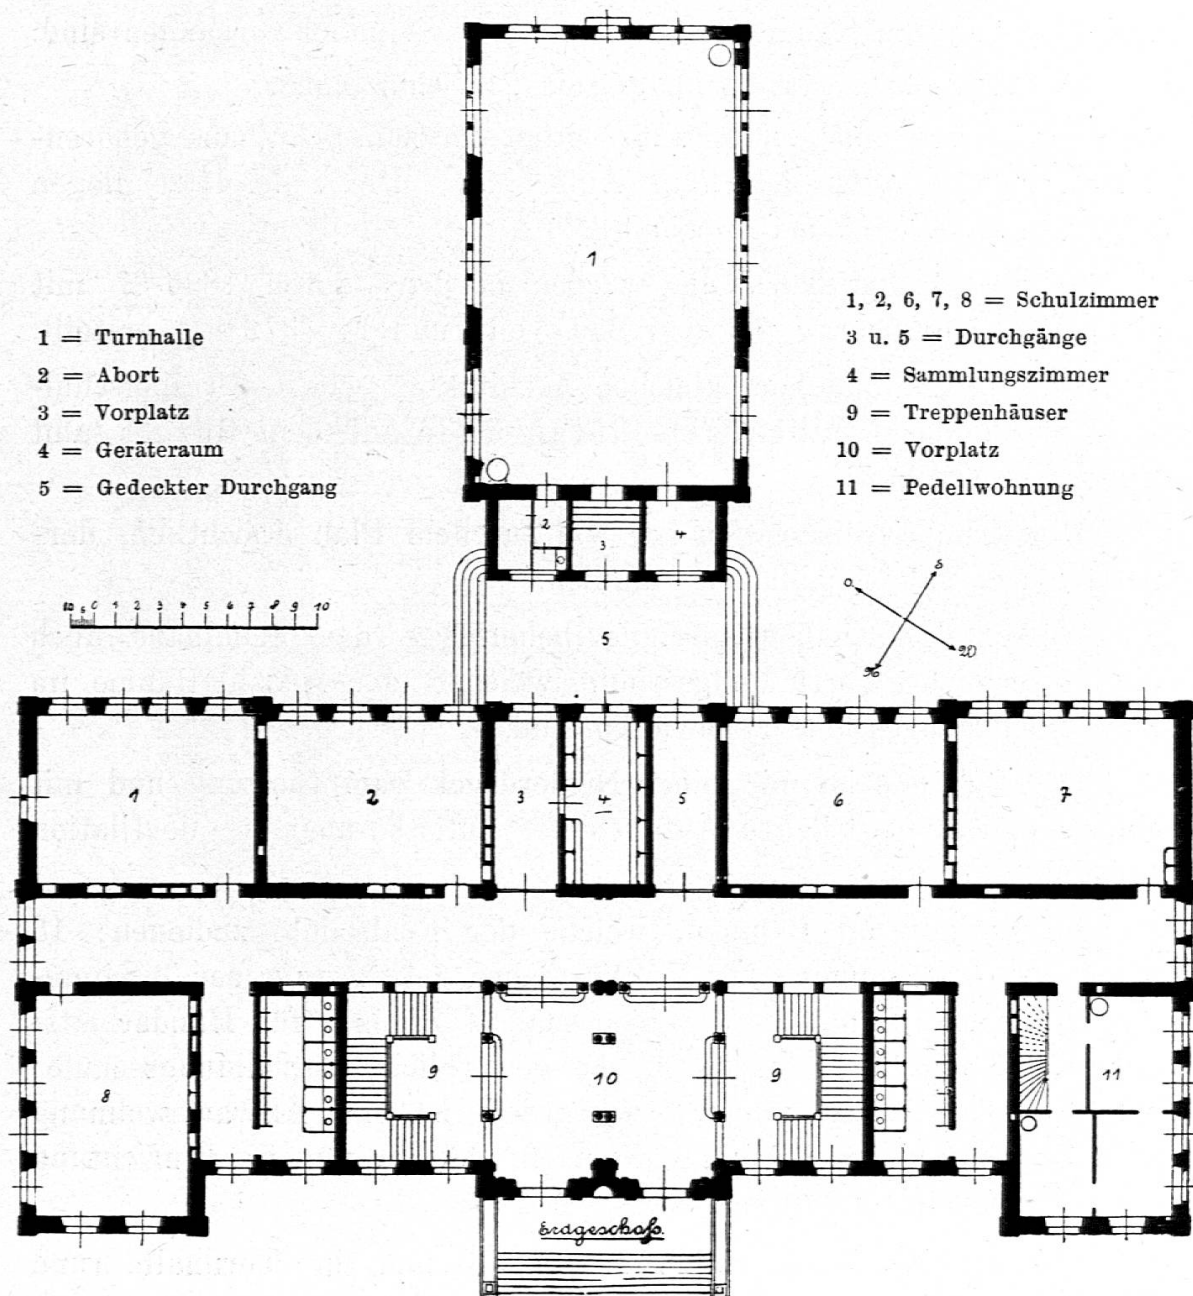 1
1 = Turnhalle
2 = Abort
3 = Vorplatz
4 = Geräteraum
5 = Gedeckter Durchgang
1, 2, 6, 7, 8 = Schulzimmer
3 u. 5 = Durchgänge
4 = Sammlungszimmer
9 = Treppenhäuser
10 = Vorplatz
11 = Pedellwohnung
2
3
4
10 5 0 1 2 3 4 5 6 7 8 9 10
5
O
S
N
W
1
2
3
4
5
6
7
8
9
10
9
11
Erdgeschoß.